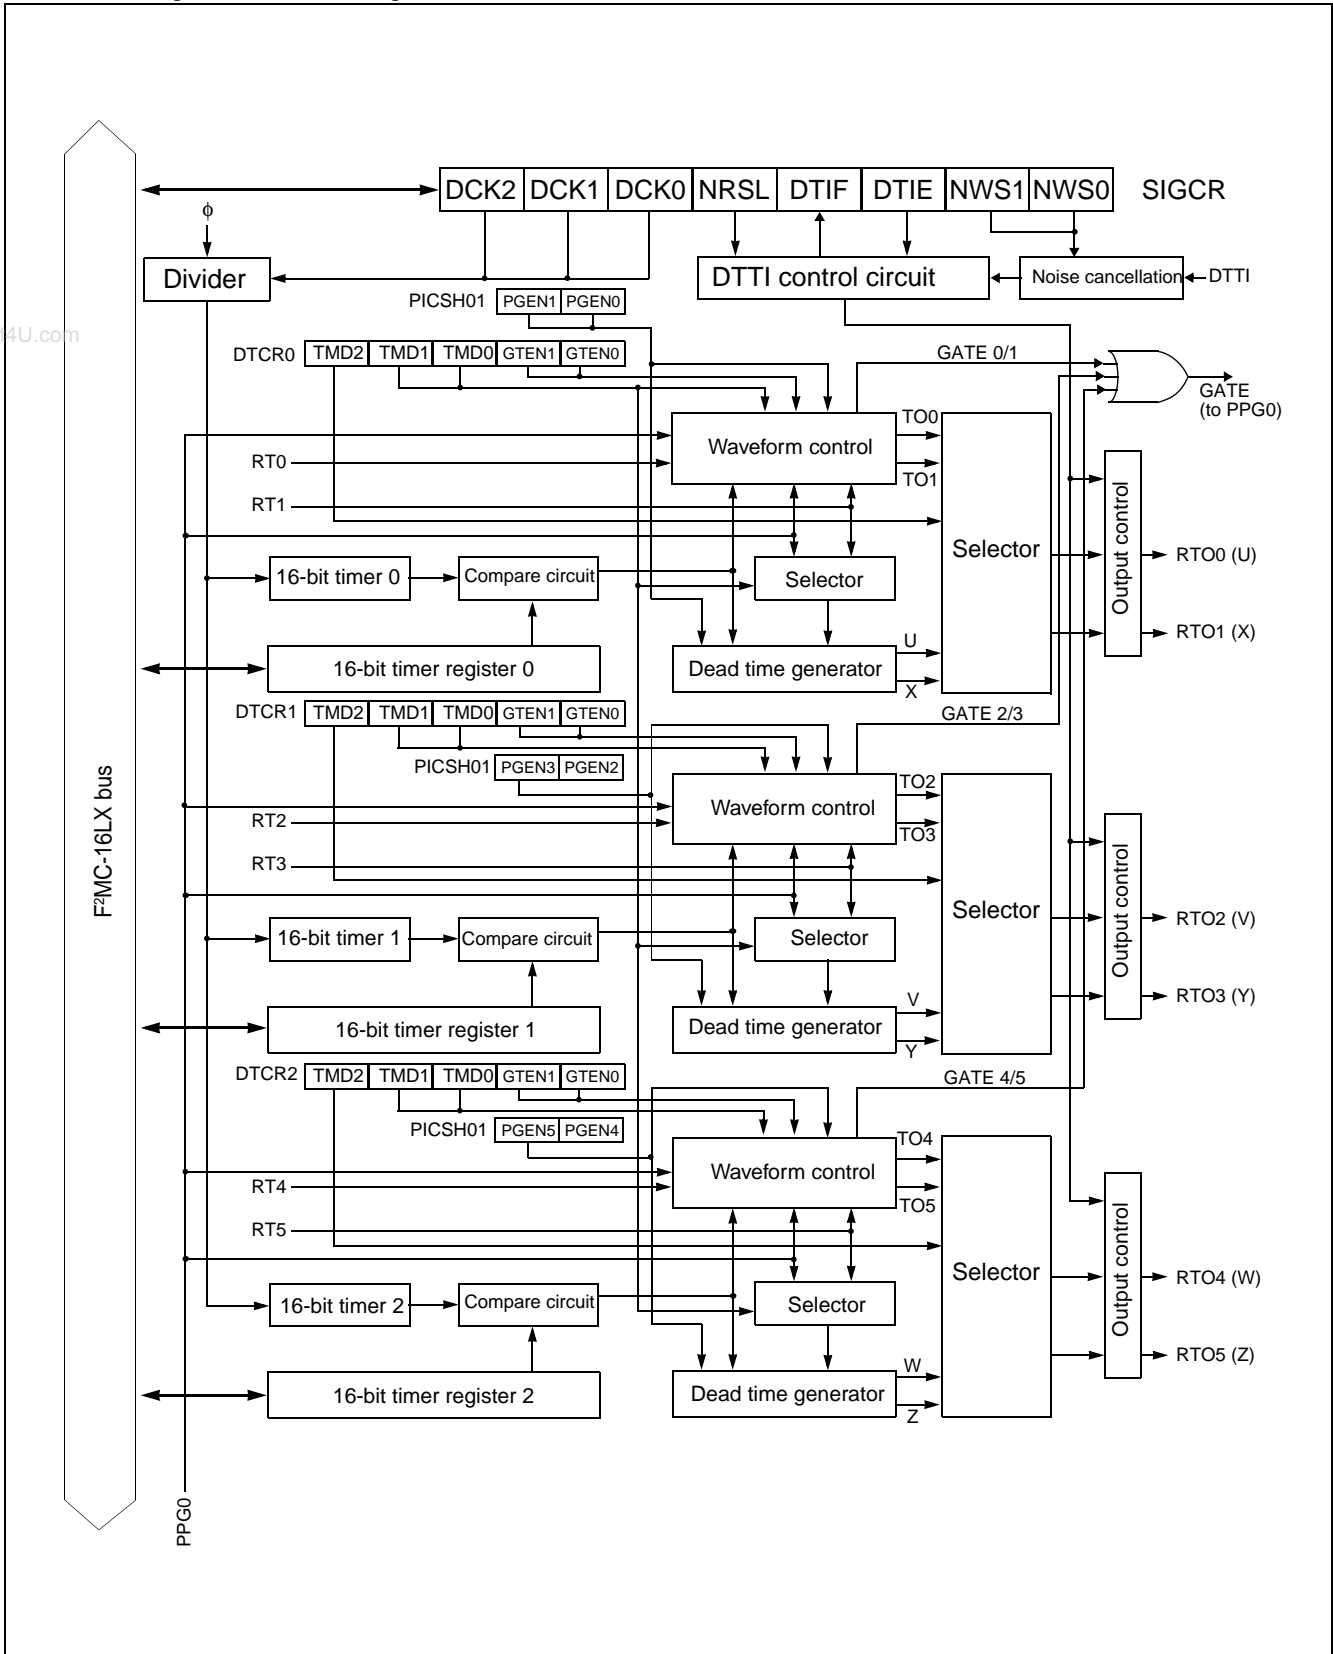 DCK2 DCK1 DCK0 NRSL DTIF DTIE NWS1 NWS0 SIGCR
ϕ
Divider
DTTI control circuit
Noise cancellation
DTTI
PICSH01 PGEN1 PGEN0
t4U.com
DTCR0 TMD2 TMD1 TMD0 GTEN1 GTEN0
GATE 0/1
GATE
(to PPG0)
Waveform control
TO0
TO1
RT0
RT1
Selector
Output control
RTO0 (U)
RTO1 (X)
16-bit timer 0
Compare circuit
Selector
16-bit timer register 0
Dead time generator
U
X
DTCR1 TMD2 TMD1 TMD0 GTEN1 GTEN0
GATE 2/3
PICSH01 PGEN3 PGEN2
Waveform control
TO2
TO3
RT2
RT3
F²MC-16LX bus
Selector
Output control
RTO2 (V)
RTO3 (Y)
16-bit timer 1
Compare circuit
Selector
16-bit timer register 1
Dead time generator
V
Y
DTCR2 TMD2 TMD1 TMD0 GTEN1 GTEN0
GATE 4/5
PICSH01 PGEN5 PGEN4
Waveform control
TO4
TO5
RT4
RT5
Selector
Output control
RTO4 (W)
RTO5 (Z)
16-bit timer 2
Compare circuit
Selector
16-bit timer register 2
Dead time generator
W
Z
PPG0